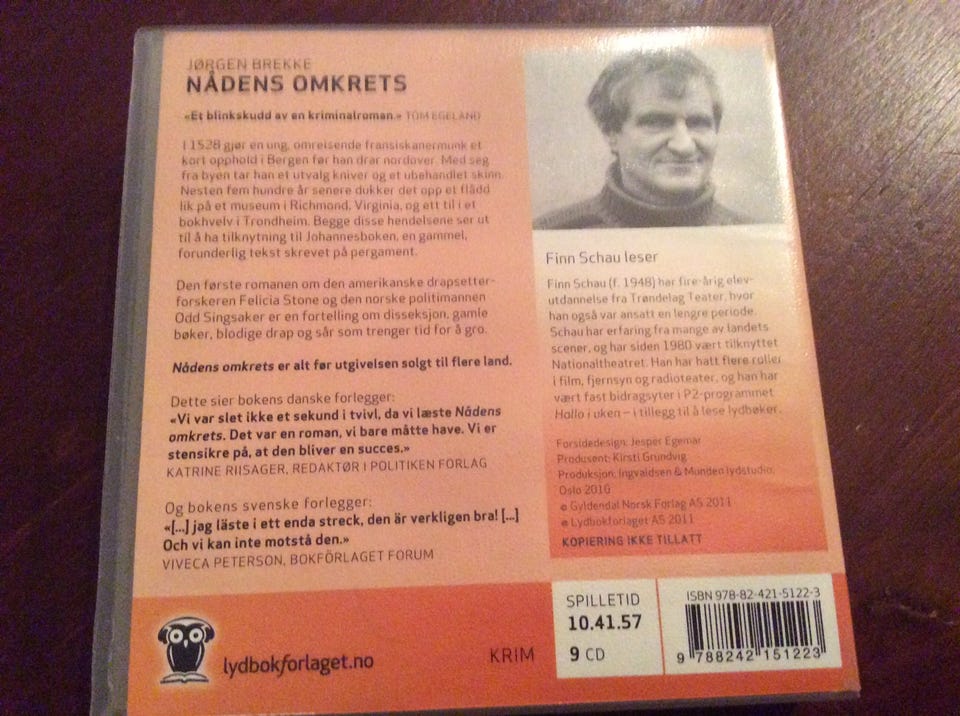 JØRGEN BREKKE
NÅDENS OMKRETS
«Et blinkskudd av en kriminalroman.» TOM EGELAND
I 1528 gjør en ung, omreisende fransiskanermunk et
kort opphold i Bergen før han drar nordover. Med seg
fra byen tar han et utvalg kniver og et ubehandlet skinn.
Nesten fem hundre år senere dukker det opp et flådd
lik på et museum i Richmond, Virginia, og ett til i et
bokhvelv i Trondheim. Begge disse hendelsene ser ut
til å ha tilknytning til Johannesboken, en gammel,
forunderlig tekst skrevet på pergament.
Den første romanen om den amerikanske drapsetter-
forskeren Felicia Stone og den norske politimannen
Odd Singsaker er en fortelling om disseksjon, gamle
bøker, blodige drap og sår som trenger tid for å gro.
Nådens omkrets er alt før utgivelsen solgt til flere land.
Dette sier bokens danske forlegger:
«Vi var slet ikke et sekund i tvivl, da vi læste Nådens
omkrets. Det var en roman, vi bare måtte have. Vi er
stensikre på, at den bliver en succes.»
KATRINE RIISAGER, REDAKTØR I POLITIKEN FORLAG
Og bokens svenske forlegger:
«[...] jag läste i ett enda streck, den är verkligen bra! [...]
Och vi kan inte motstå den.»
VIVECA PETERSON, BOKFÖRLAGET FORUM
Finn Schau leser
Finn Schau (f. 1948) har fire-årig elev-
utdannelse fra Trøndelag Teater, hvor
han også var ansatt en lengre periode.
Schau har erfaring fra mange av landets
scener, og har siden 1980 vært tilknyttet
Nationaltheatret. Han har hatt flere roller
i film, fjernsyn og radioteater, og han har
vært fast bidragsyter i P2-programmet
Hallo i uken – i tillegg til å lese lydbøker.
Forsidedesign: Jesper Egemar
Produsent: Kirsti Grundvig
Produksjon: Ingvaldsen & Munden lydstudio,
Oslo 2010
© Gyldendal Norsk Forlag AS 2011
℗ Lydbokforlaget AS 2011
KOPIERING IKKE TILLATT
lydbokforlaget.no
KRIM
SPILLETID
10.41.57
9 CD
ISBN 978-82-421-5122-3
9 788242 151223